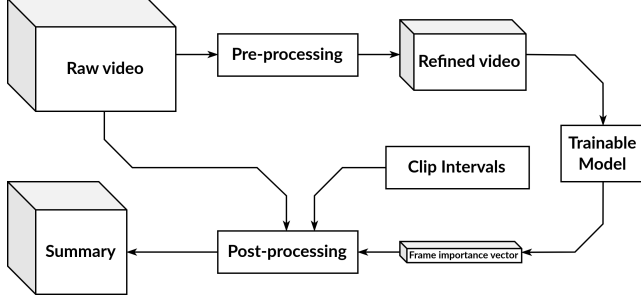 Raw video
Pre-processing
Refined video
Trainable
Model
Clip Intervals
Summary
Post-processing
Frame importance vector